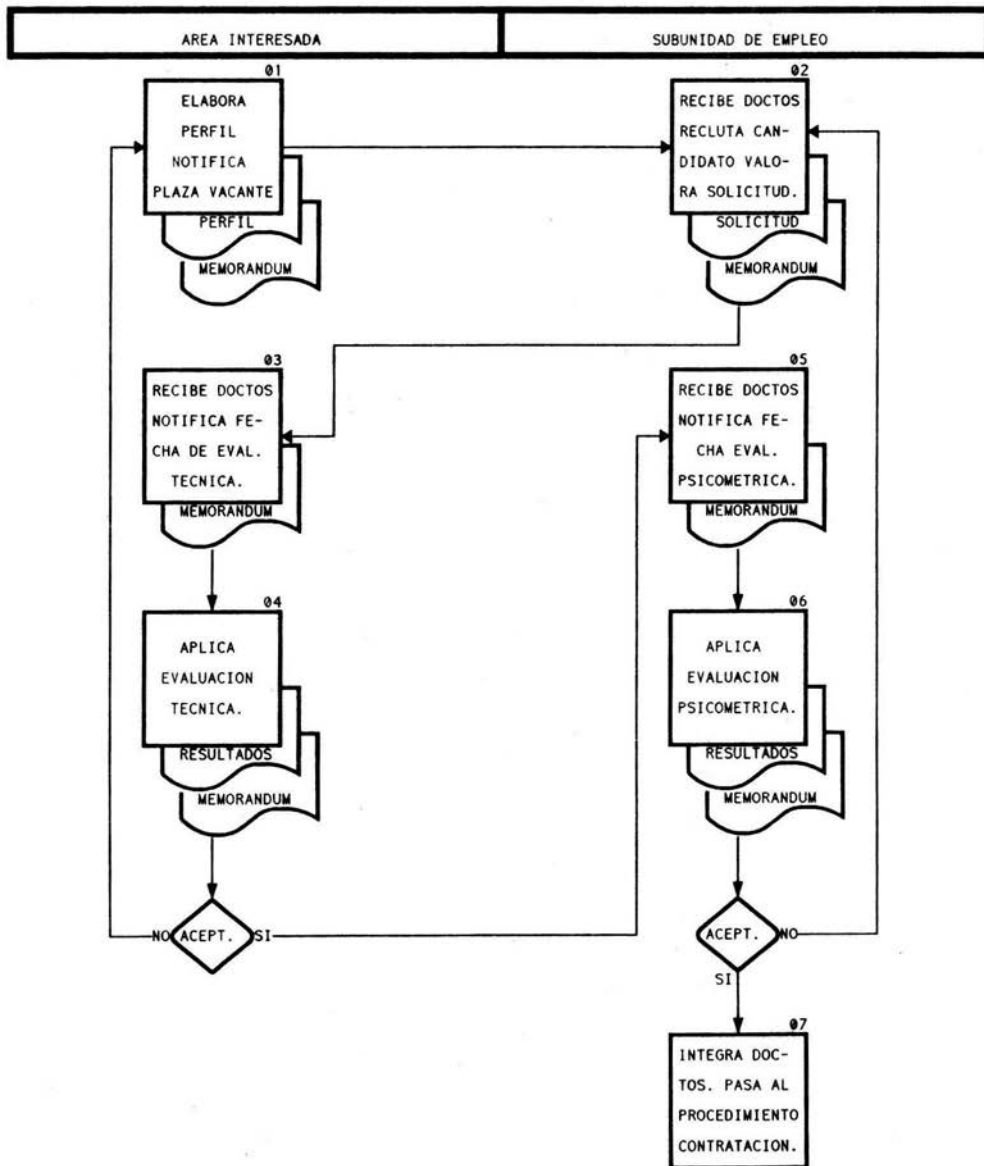 AREA INTERESADA
SUBUNIDAD DE EMPLEO
01
ELABORA
PERFIL
NOTIFICA
PLAZA VACANTE
PERFIL
MEMORANDUM
02
RECIBE DOCTOS
RECLUTA CAN-
DIDATO VALO-
RA SOLICITUD.
SOLICITUD
MEMORANDUM
03
RECIBE DOCTOS
NOTIFICA FE-
CHA DE EVAL.
TECNICA.
MEMORANDUM
04
APLICA
EVALUACION
TECNICA.
RESULTADOS
MEMORANDUM
NO
ACEPT.
SI
05
RECIBE DOCTOS
NOTIFICA FE-
CHA EVAL.
PSICOMETRICA.
MEMORANDUM
06
APLICA
EVALUACION
PSICOMETRICA.
RESULTADOS
MEMORANDUM
ACEPT.
NO
SI
07
INTEGRA DOC-
TOS. PASA AL
PROCEDIMIENTO
CONTRATACION.